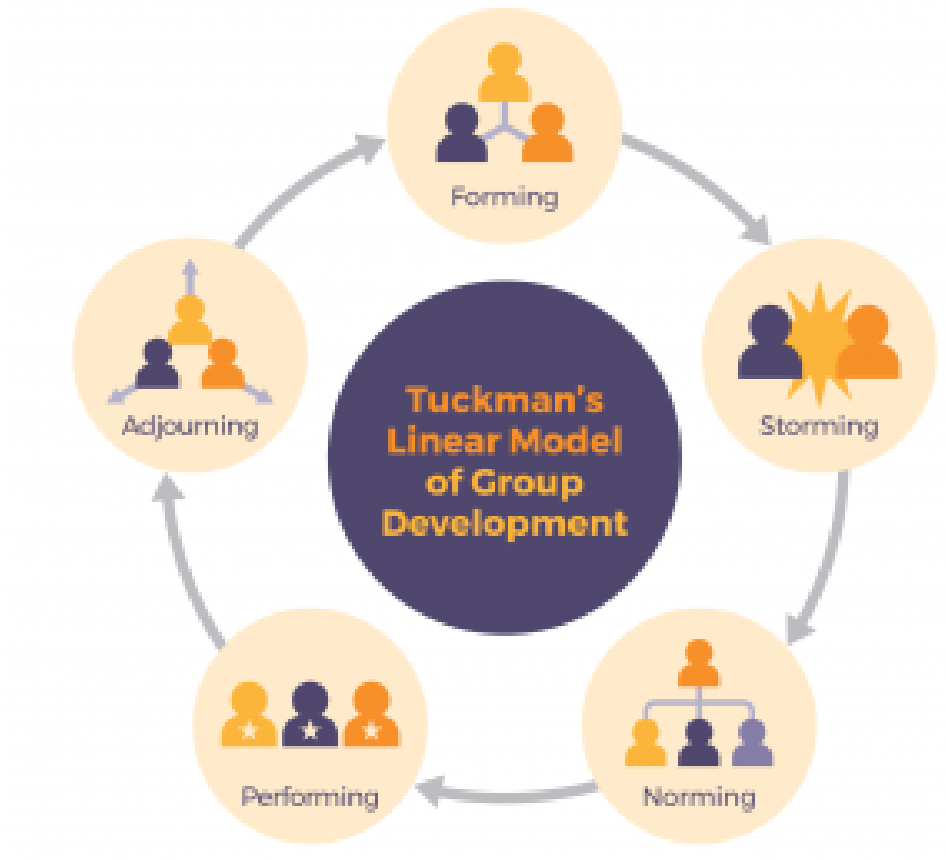 Forming
Storming
Norming
Performing
Adjourning
Tuckman's
Linear Model
of Group
Development